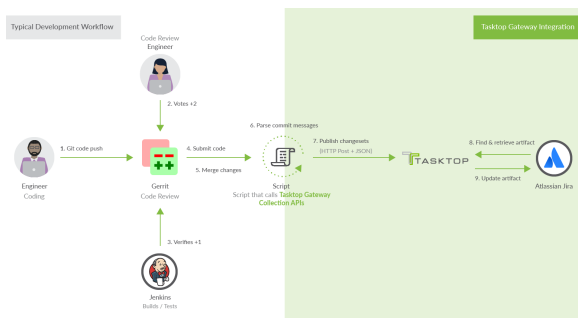 Typical Development Workflow
Tasktop Gateway Integration
Code Review
Engineer
2. Votes +2
6. Parse commit messages
1. Git code push
4. Submit code
7. Publish changesets
8. Find & retrieve artifact
5. Merge changes
(HTTP Post + JSON)
TASKTOP
9. Update artifact
Engineer
Coding
Gerrit
Code Review
Script
Script that calls Tasktop Gateway
Collection APIs
Atlassian Jira
3. Verifies +1
Jenkins
Builds / Tests